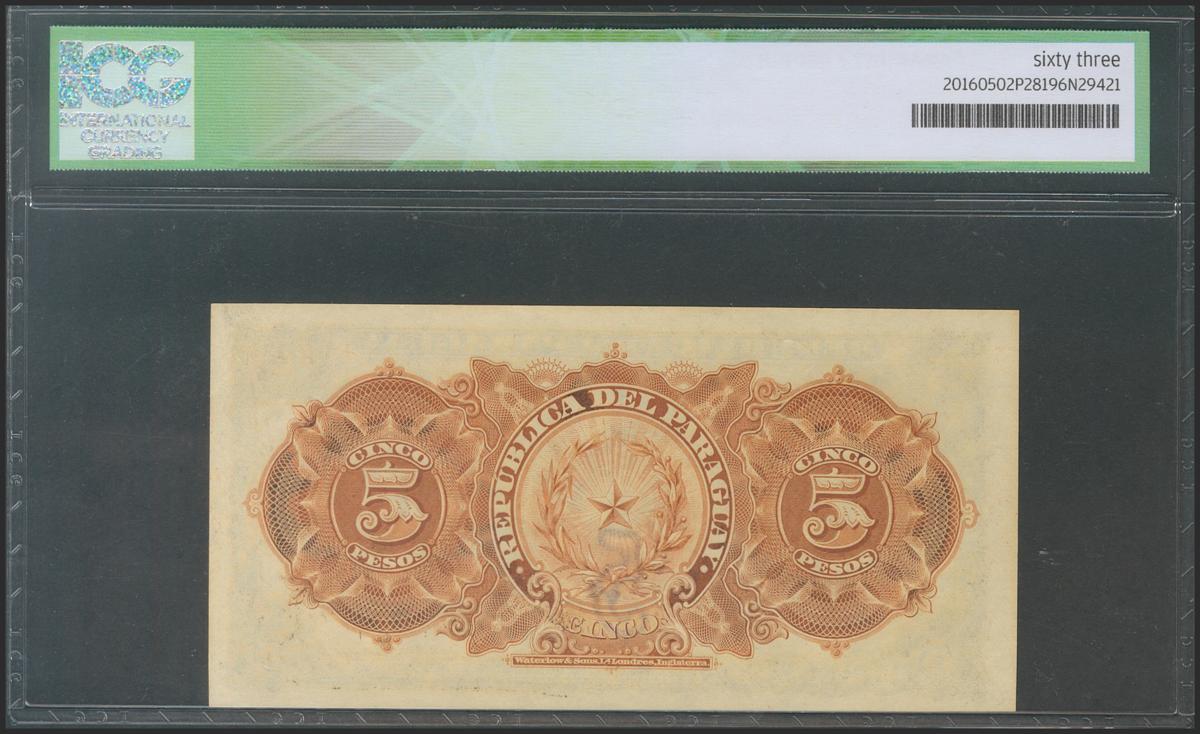 ICG
INTERNATIONAL
CURRENCY
GRADING
sixty three
20160502P28196N29421
REPUBLICA DEL PARAGUAY
CINCO
5
PESOS
CINCO
5
PESOS
CINCO
Waterlow & Sons, Ld Londres, Inglaterra.